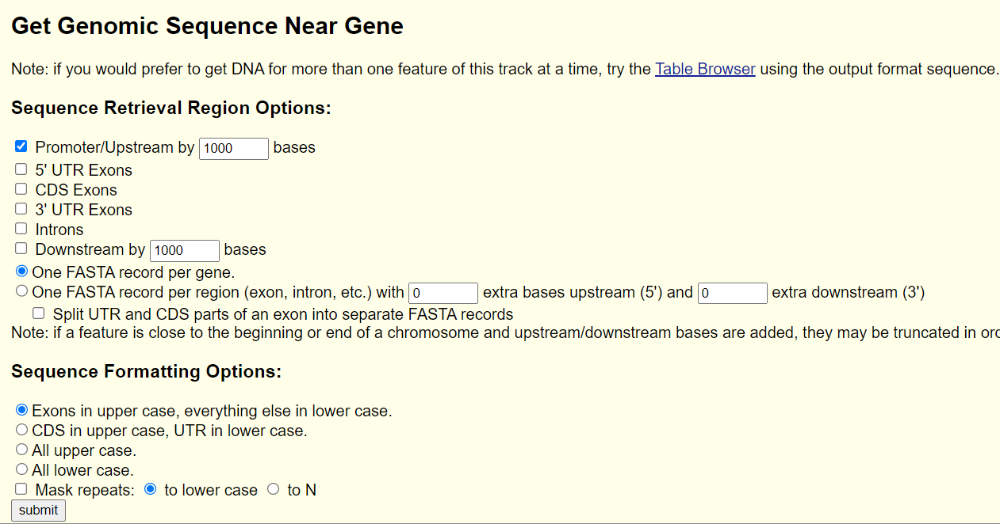 Get Genomic Sequence Near Gene
Note: if you would prefer to get DNA for more than one feature of this track at a time, try the Table Browser using the output format sequence.
Sequence Retrieval Region Options:
Promoter/Upstream by 1000 bases
5' UTR Exons
CDS Exons
3' UTR Exons
Introns
Downstream by 1000 bases
One FASTA record per gene.
One FASTA record per region (exon, intron, etc.) with 0 extra bases upstream (5') and 0 extra downstream (3')
Split UTR and CDS parts of an exon into separate FASTA records
Note: if a feature is close to the beginning or end of a chromosome and upstream/downstream bases are added, they may be truncated in
Sequence Formatting Options:
Exons in upper case, everything else in lower case.
CDS in upper case, UTR in lower case.
All upper case.
All lower case.
Mask repeats: to lower case to N
submit